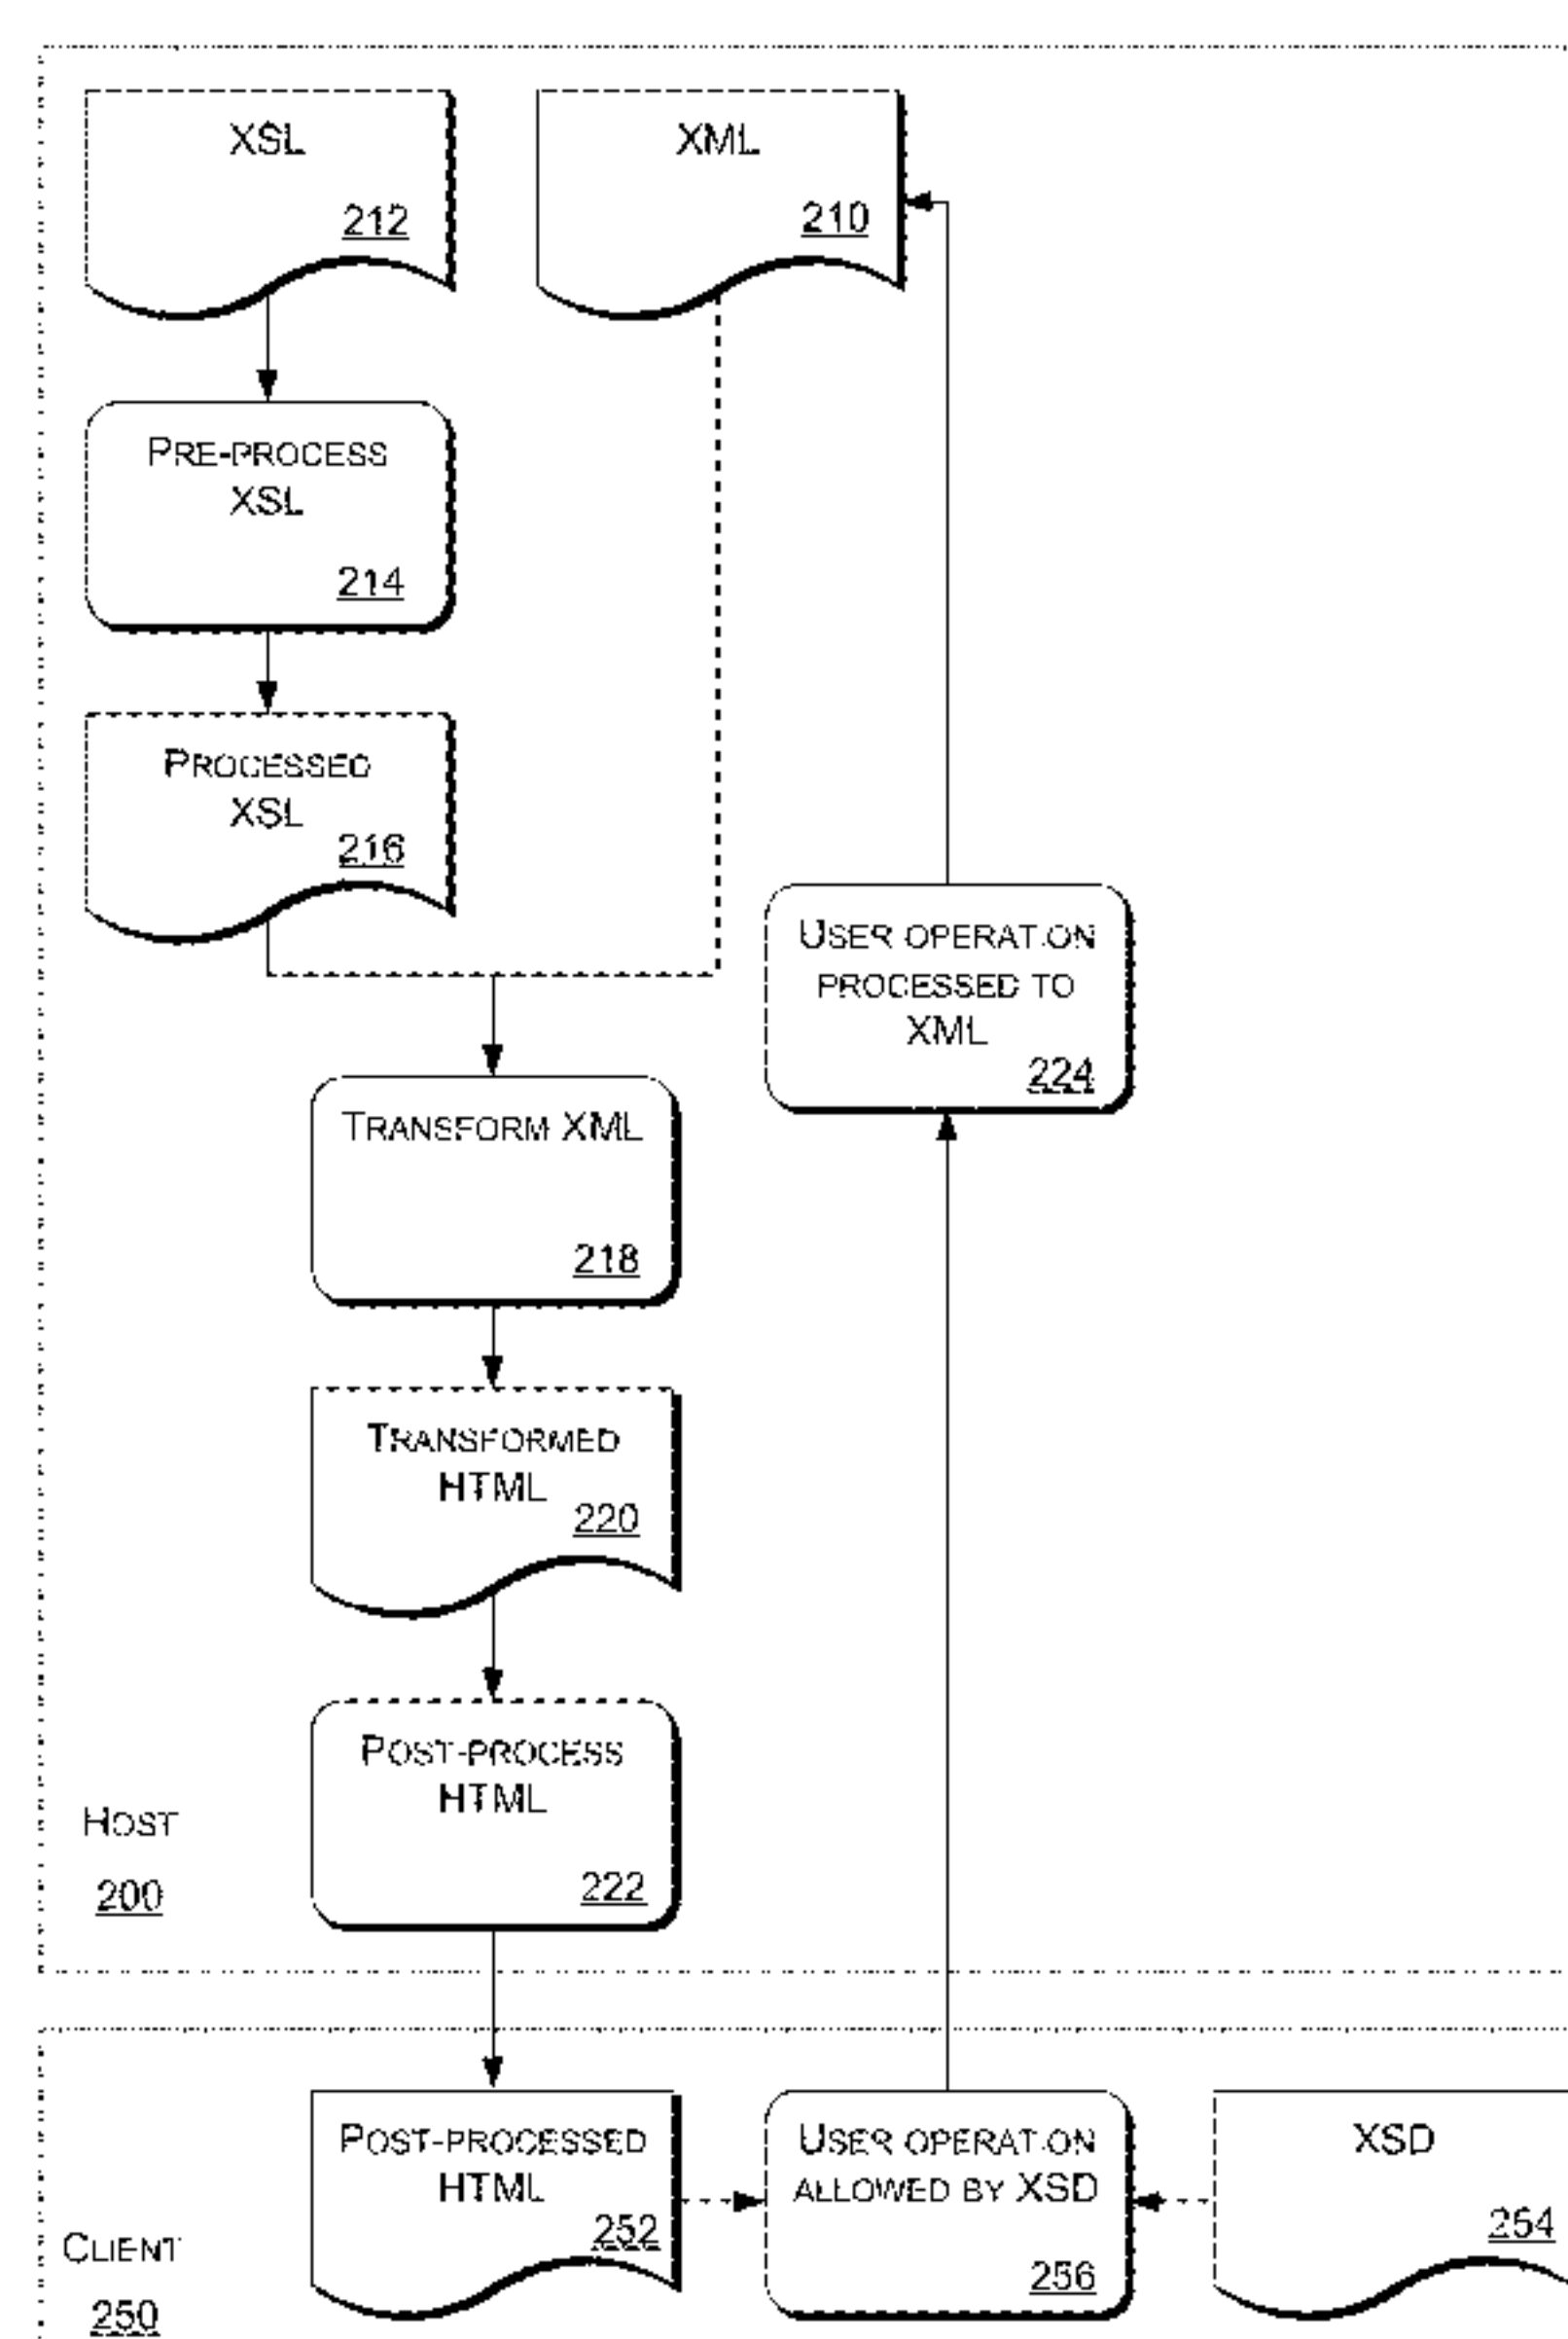 XSL
212
XML
210
PRE-PROCESS
XSL
214
PROCESSED
XSL
216
USER OPERATION
PROCESSED TO
XML
224
TRANSFORM XML
218
TRANSFORMED
HTML
220
POST-PROCESS
HTML
222
HOST
200
POST-PROCESSED
HTML
252
USER OPERATION
ALLOWED BY XSD
256
XSD
254
CLIENT
250